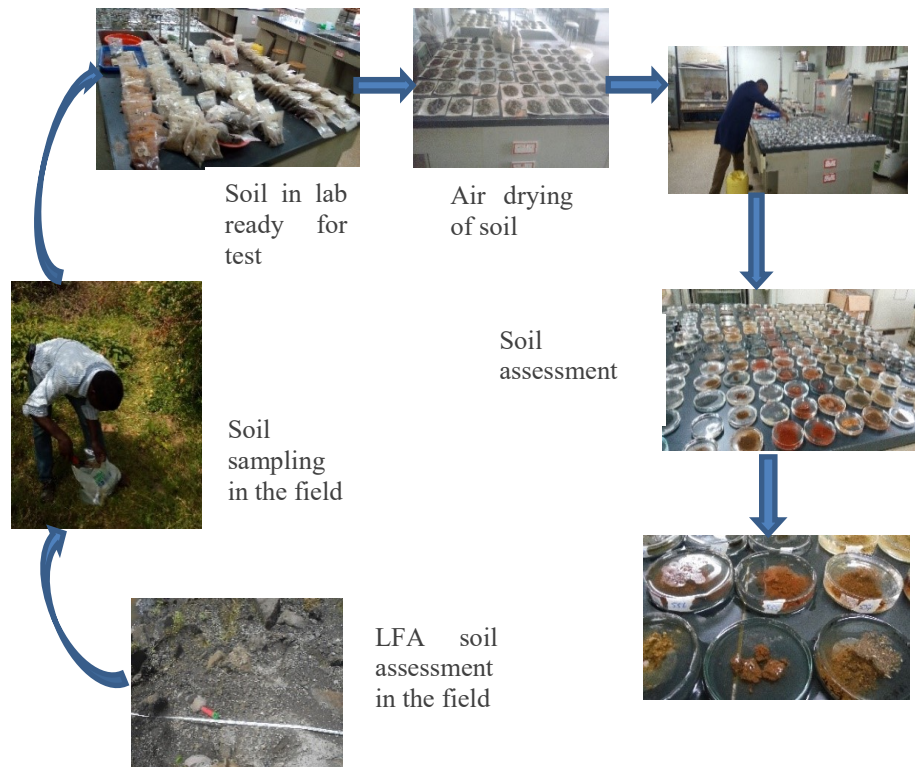 Soil in lab
ready for
test
Air drying
of soil
Soil
assessment
Soil
sampling
in the field
LFA soil
assessment
in the field